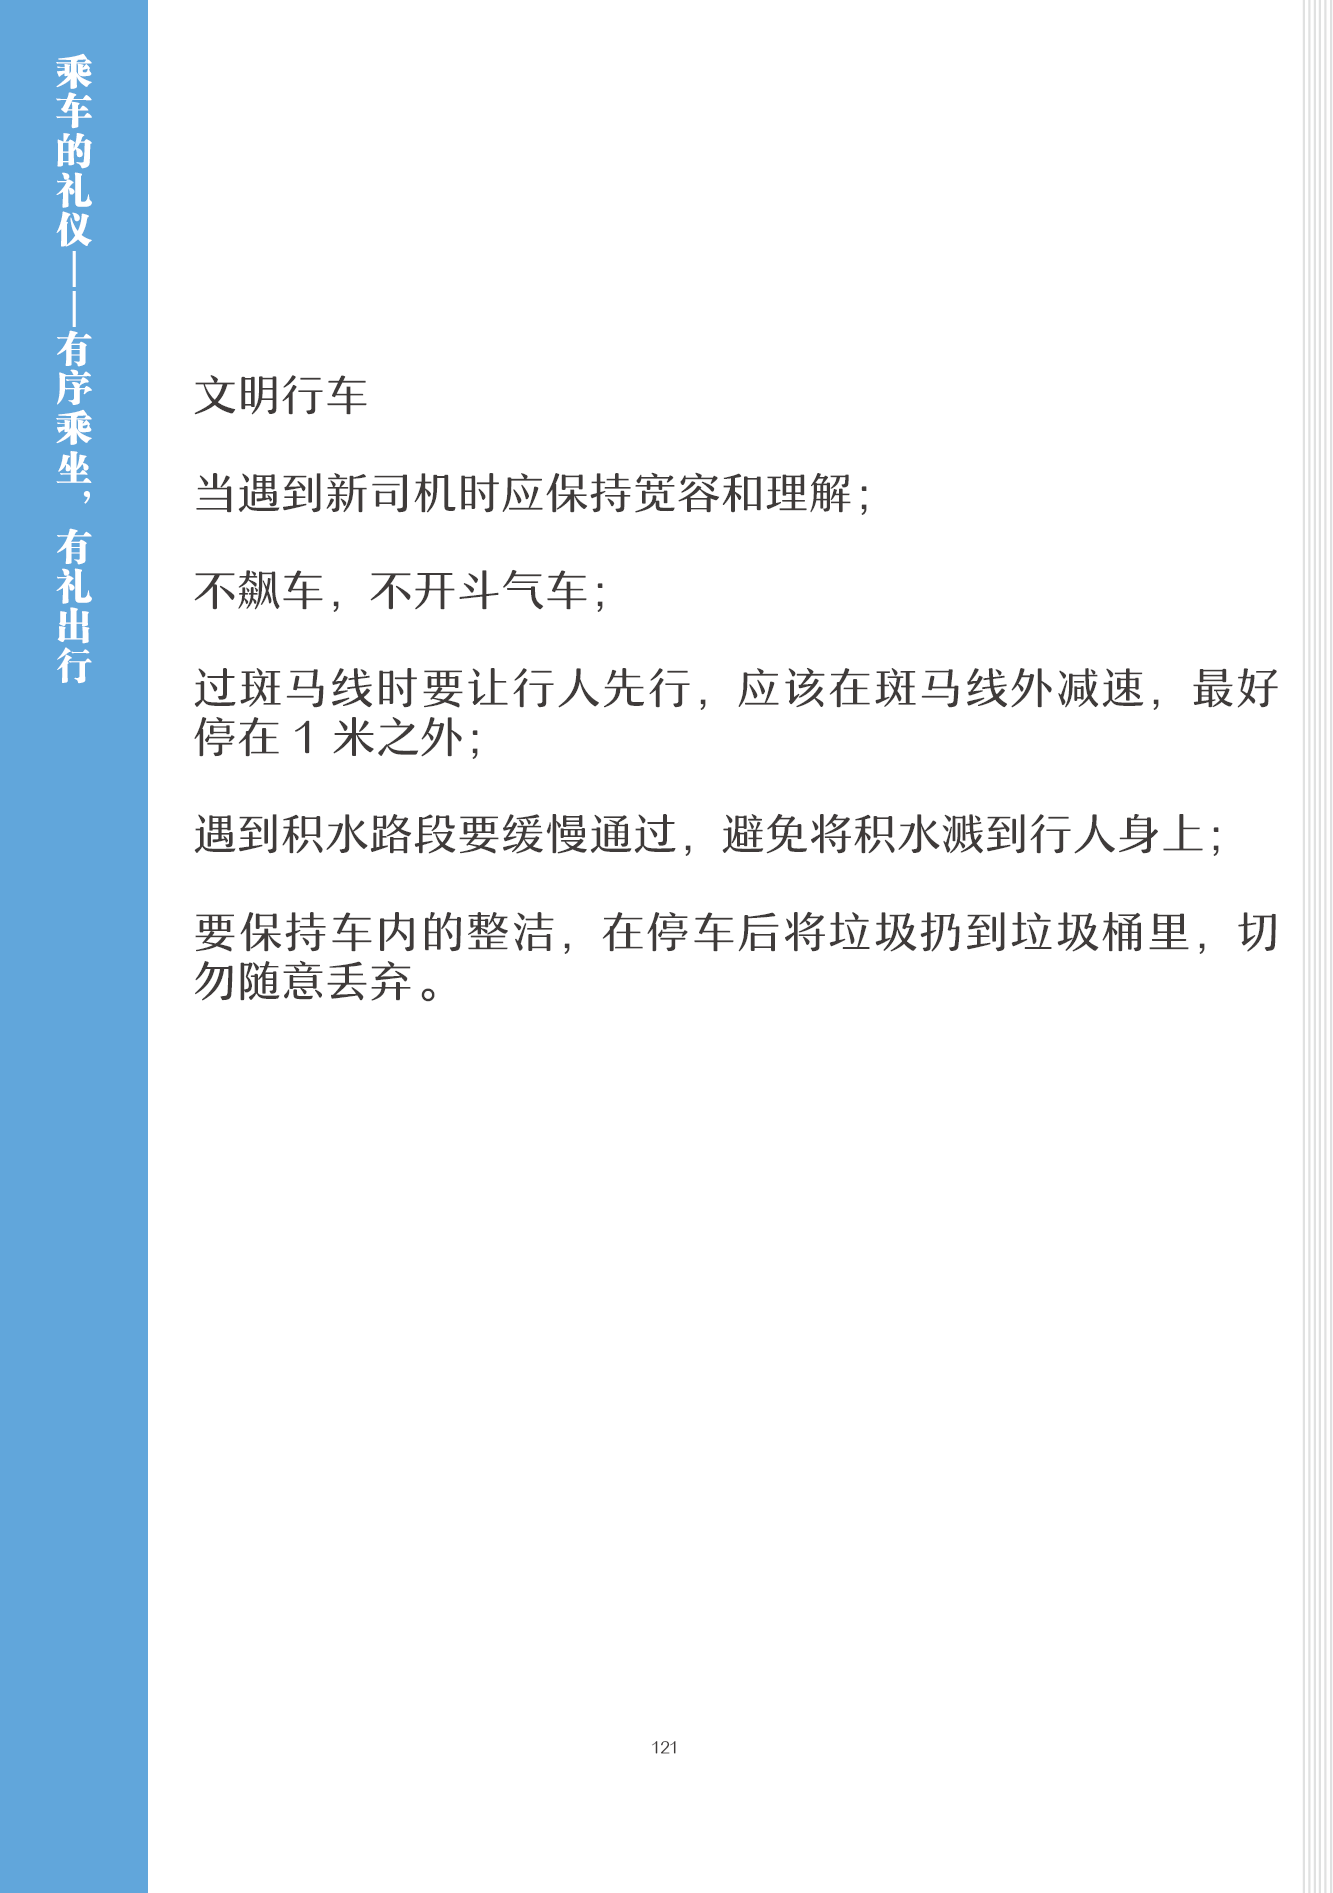 乘车的礼仪——有序乘坐，有礼出行
文明行车
当遇到新司机时应保持宽容和理解；
不飙车，不开斗气车；
过斑马线时要让行人先行，应该在斑马线外减速，最好
停在 1 米之外；
遇到积水路段要缓慢通过，避免将积水溅到行人身上；
要保持车内的整洁，在停车后将垃圾扔到垃圾桶里，切
勿随意丢弃。
121